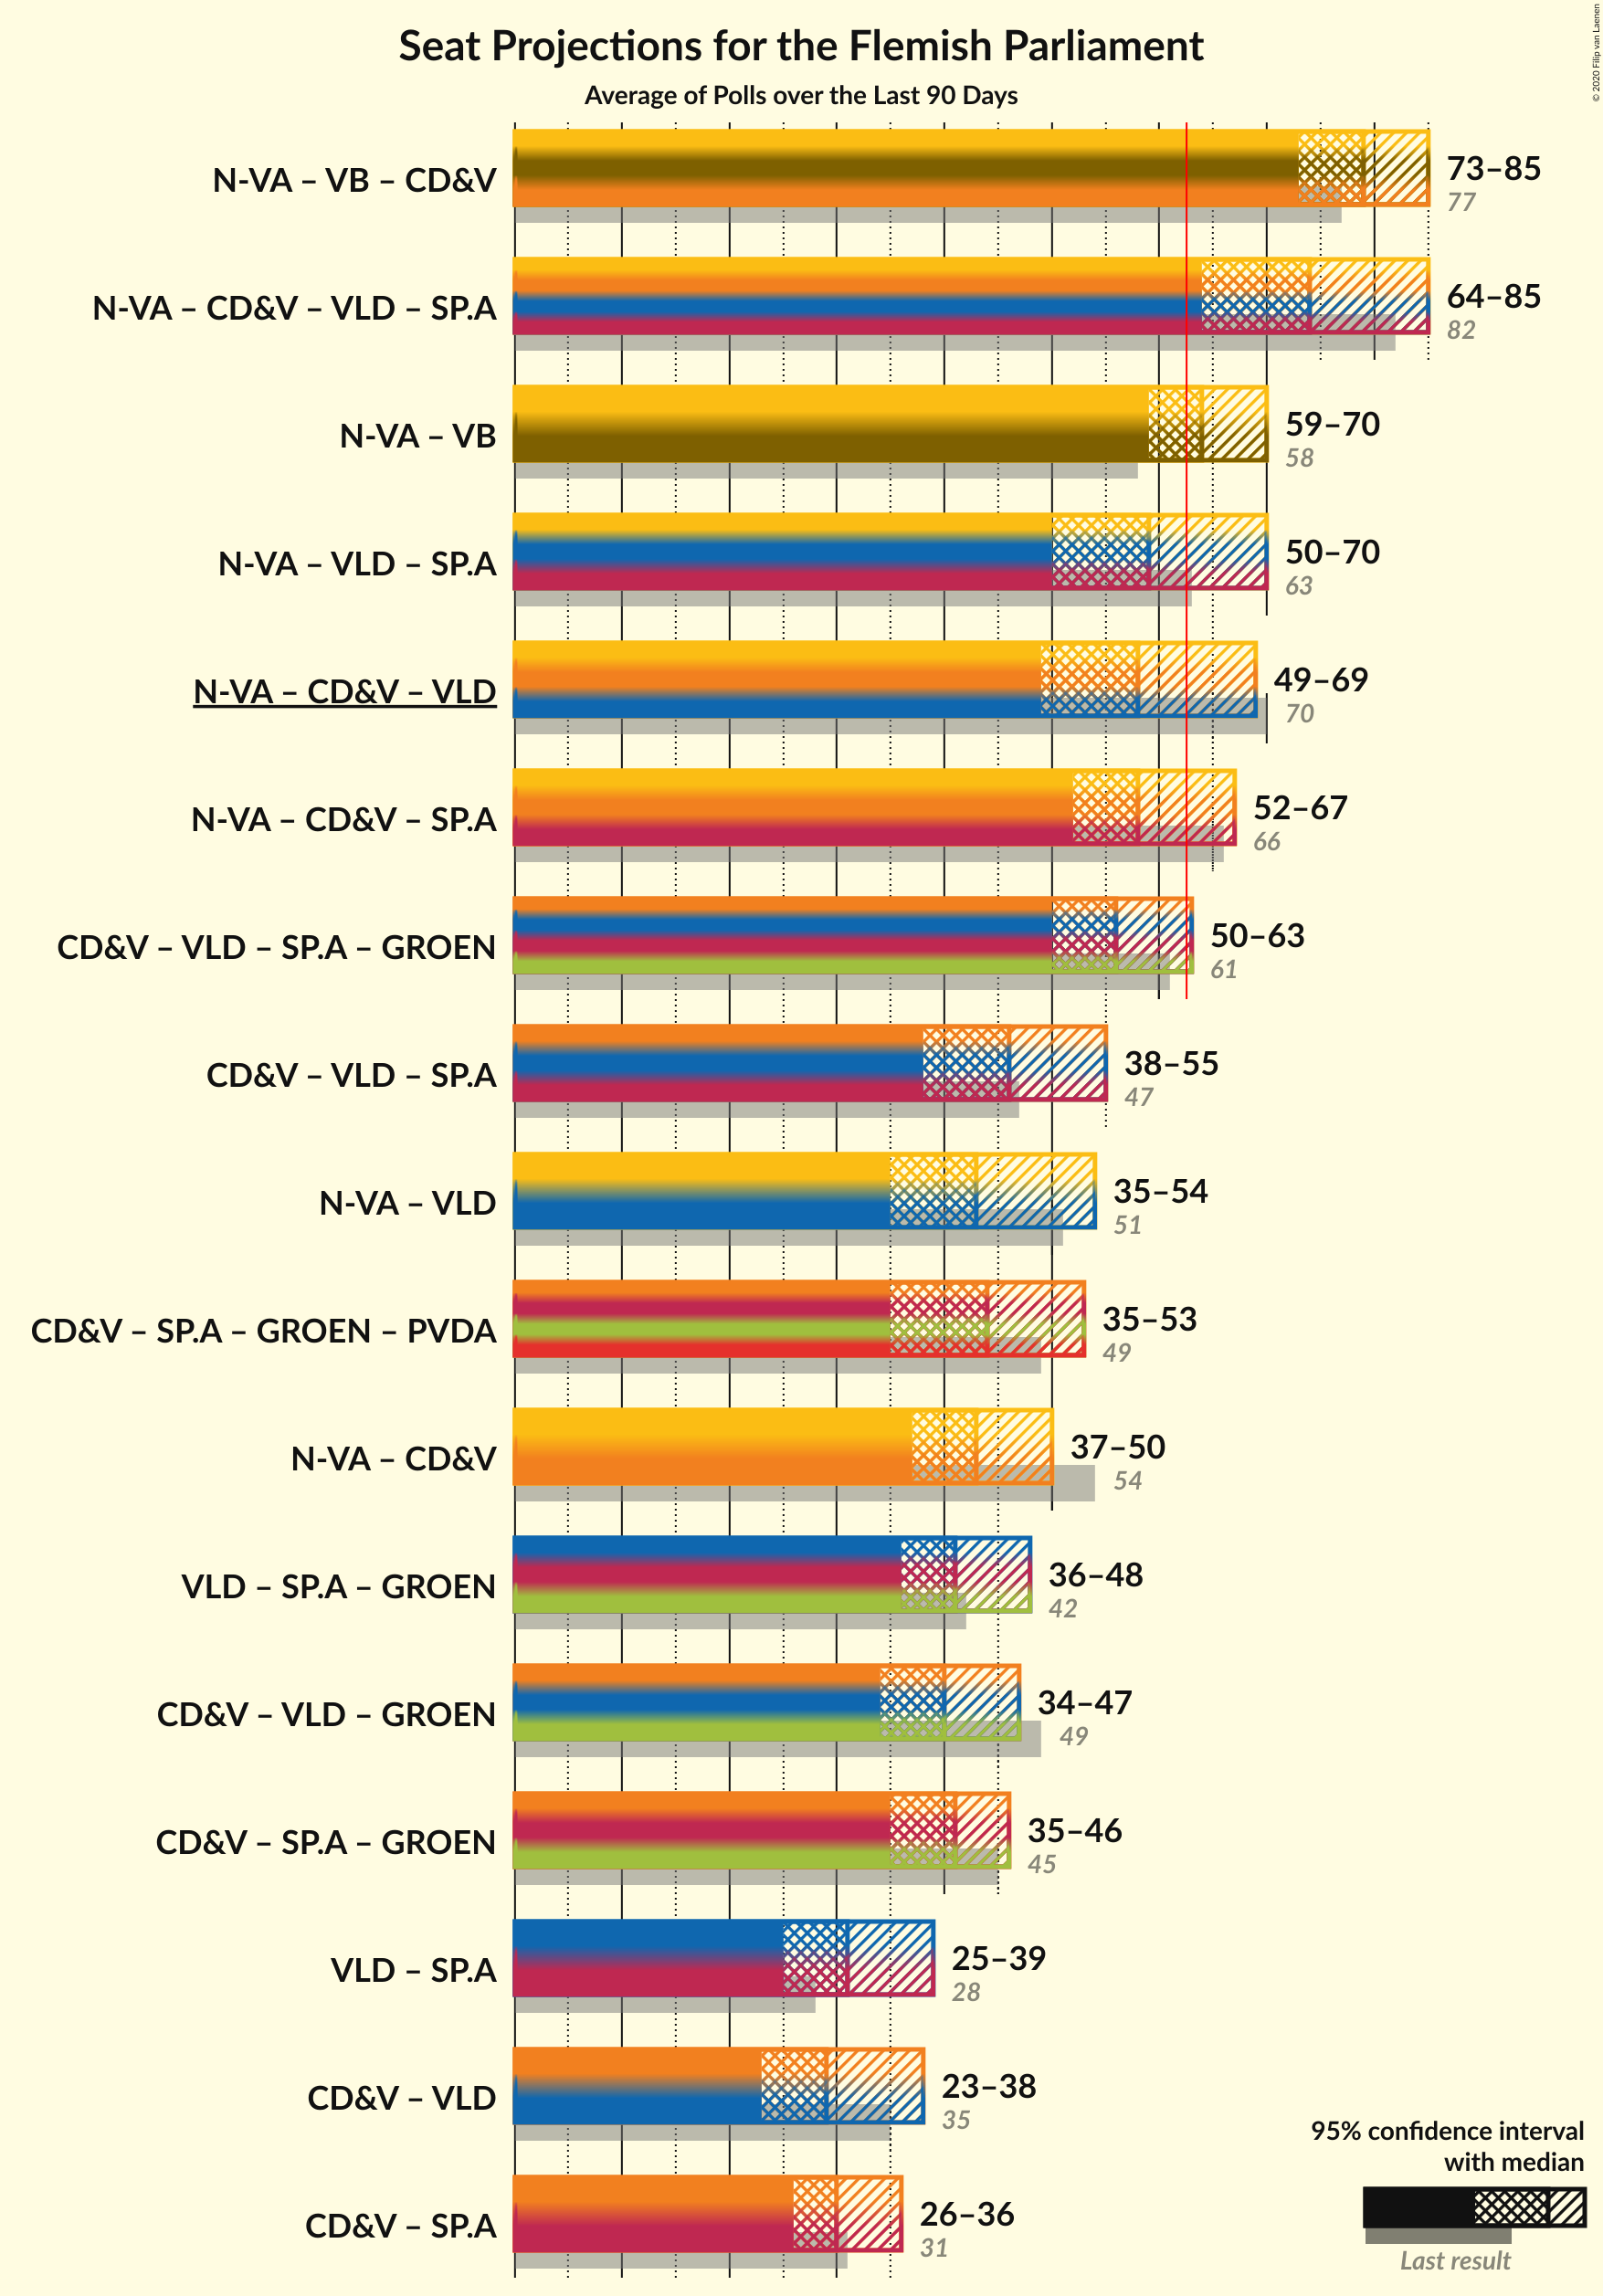 Seat Projections for the Flemish Parliament
Average of Polls over the Last 90 Days
© 2020 Filip van Laenen
N-VA – VB – CD&V
73–85
77
N-VA – CD&V – VLD – SP.A
64–85
82
N-VA – VB
59–70
58
N-VA – VLD – SP.A
50–70
63
N-VA – CD&V – VLD
49–69
70
N-VA – CD&V – SP.A
52–67
66
CD&V – VLD – SP.A – GROEN
50–63
61
CD&V – VLD – SP.A
38–55
47
N-VA – VLD
35–54
51
CD&V – SP.A – GROEN – PVDA
35–53
49
N-VA – CD&V
37–50
54
VLD – SP.A – GROEN
36–48
42
CD&V – VLD – GROEN
34–47
49
CD&V – SP.A – GROEN
35–46
45
VLD – SP.A
25–39
28
CD&V – VLD
23–38
35
CD&V – SP.A
26–36
31
95% confidence interval
with median
Last result